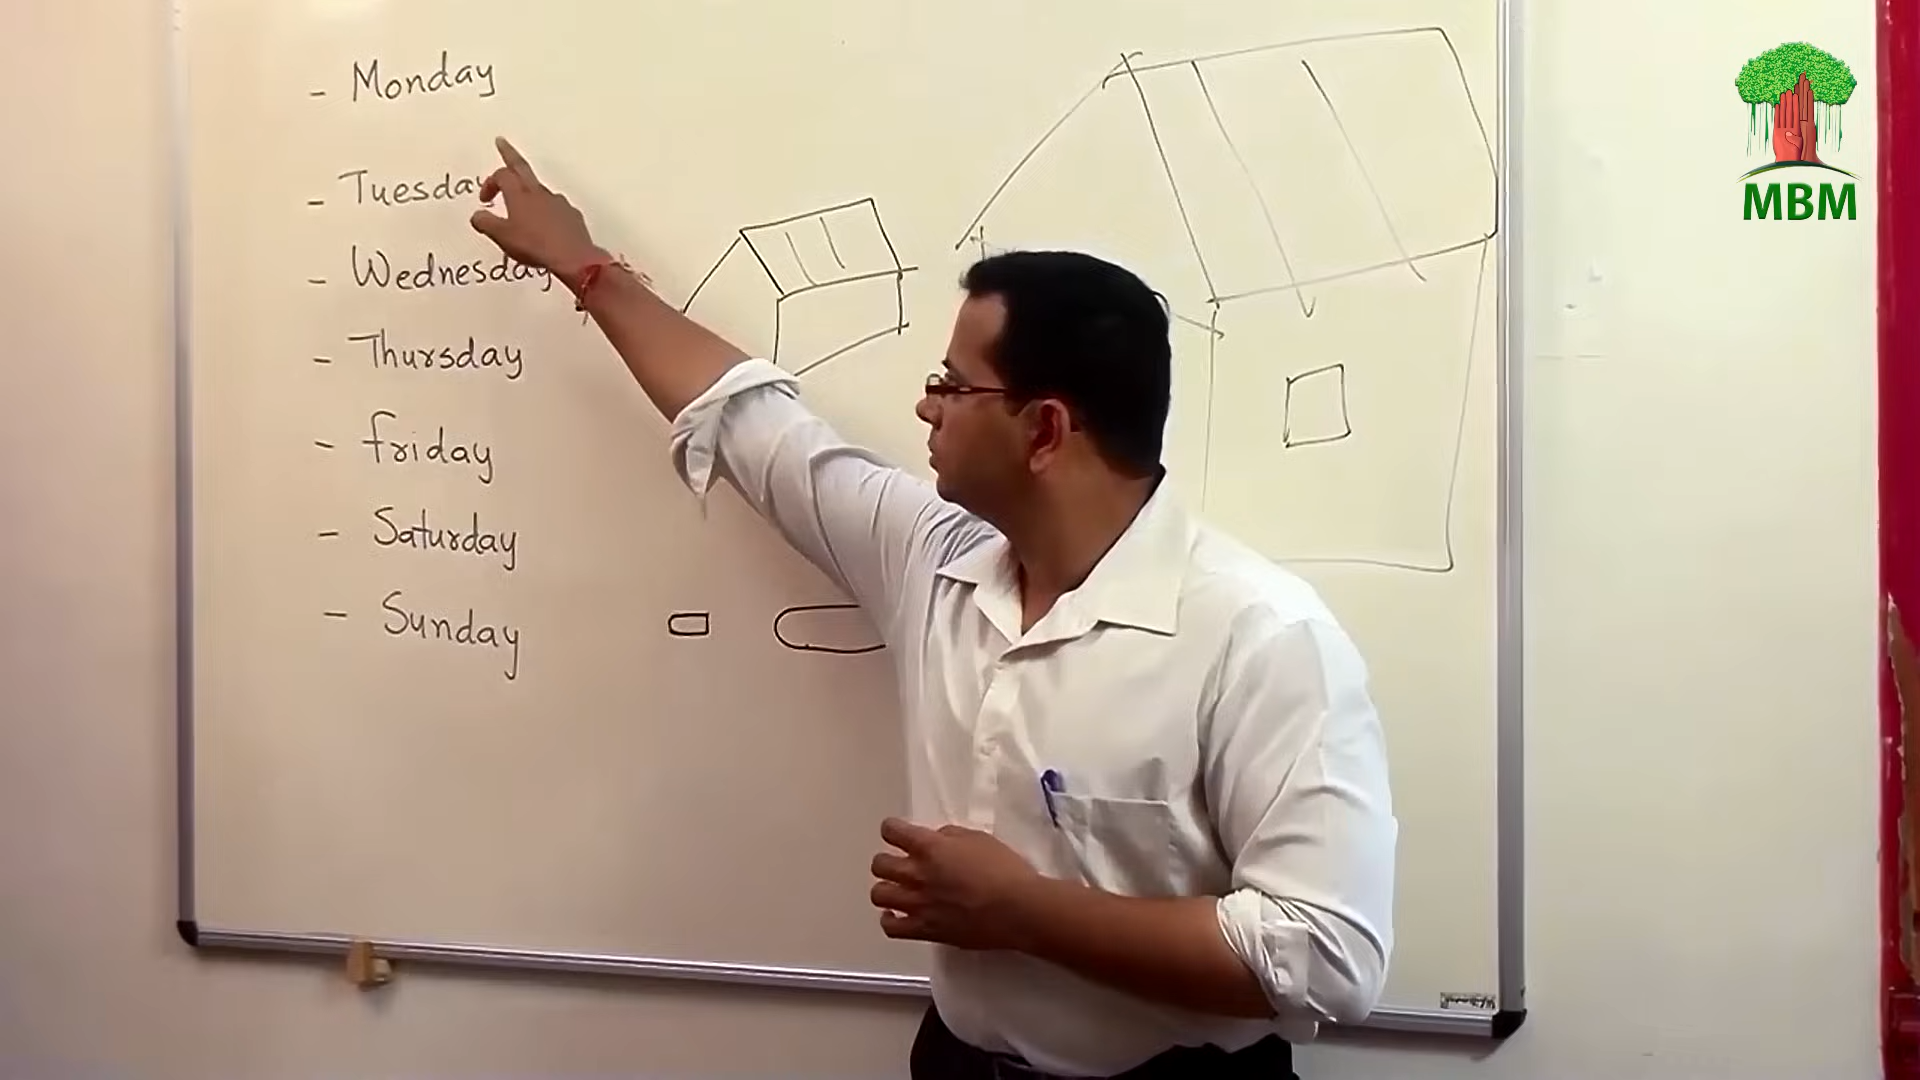 - Monday
- Tuesday
- Wednesday
- Thursday
- friday
- Saturday
- Sunday
MBM